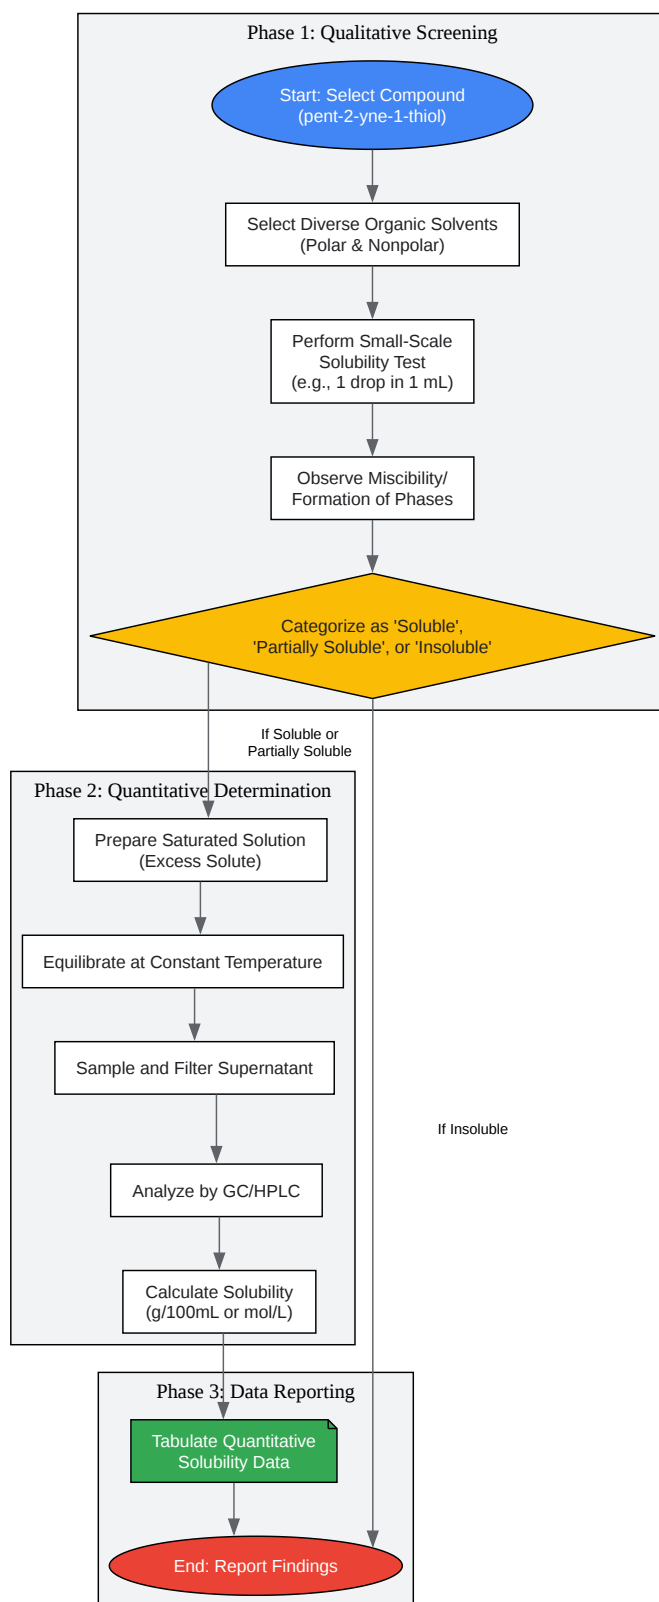 Phase 1: Qualitative Screening
Start: Select Compound
(pent-2-yne-1-thiol)
Select Diverse Organic Solvents
(Polar & Nonpolar)
Perform Small-Scale
Solubility Test
(e.g., 1 drop in 1 mL)
Observe Miscibility/
Formation of Phases
Categorize as 'Soluble',
'Partially Soluble', or 'Insoluble'
If Soluble or
Partially Soluble
Phase 2: Quantitative Determination
Prepare Saturated Solution
(Excess Solute)
Equilibrate at Constant Temperature
Sample and Filter Supernatant
If Insoluble
Analyze by GC/HPLC
Calculate Solubility
(g/100mL or mol/L)
Phase 3: Data Reporting
Tabulate Quantitative
Solubility Data
End: Report Findings